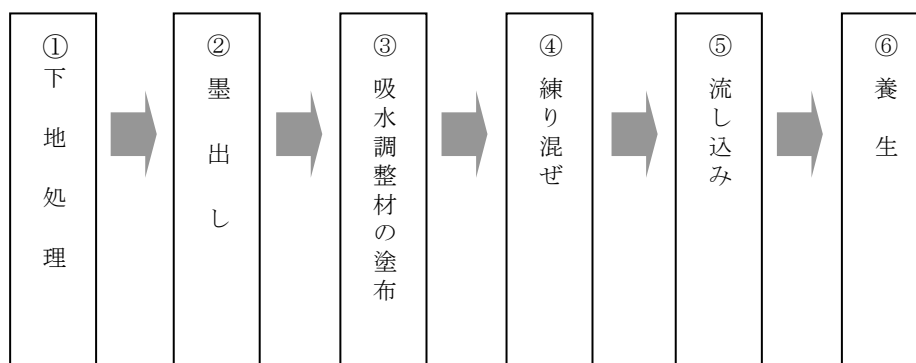 ①下地処理
②墨出し
③吸水調整材の塗布
④練り混ぜ
⑤流し込み
⑥養生